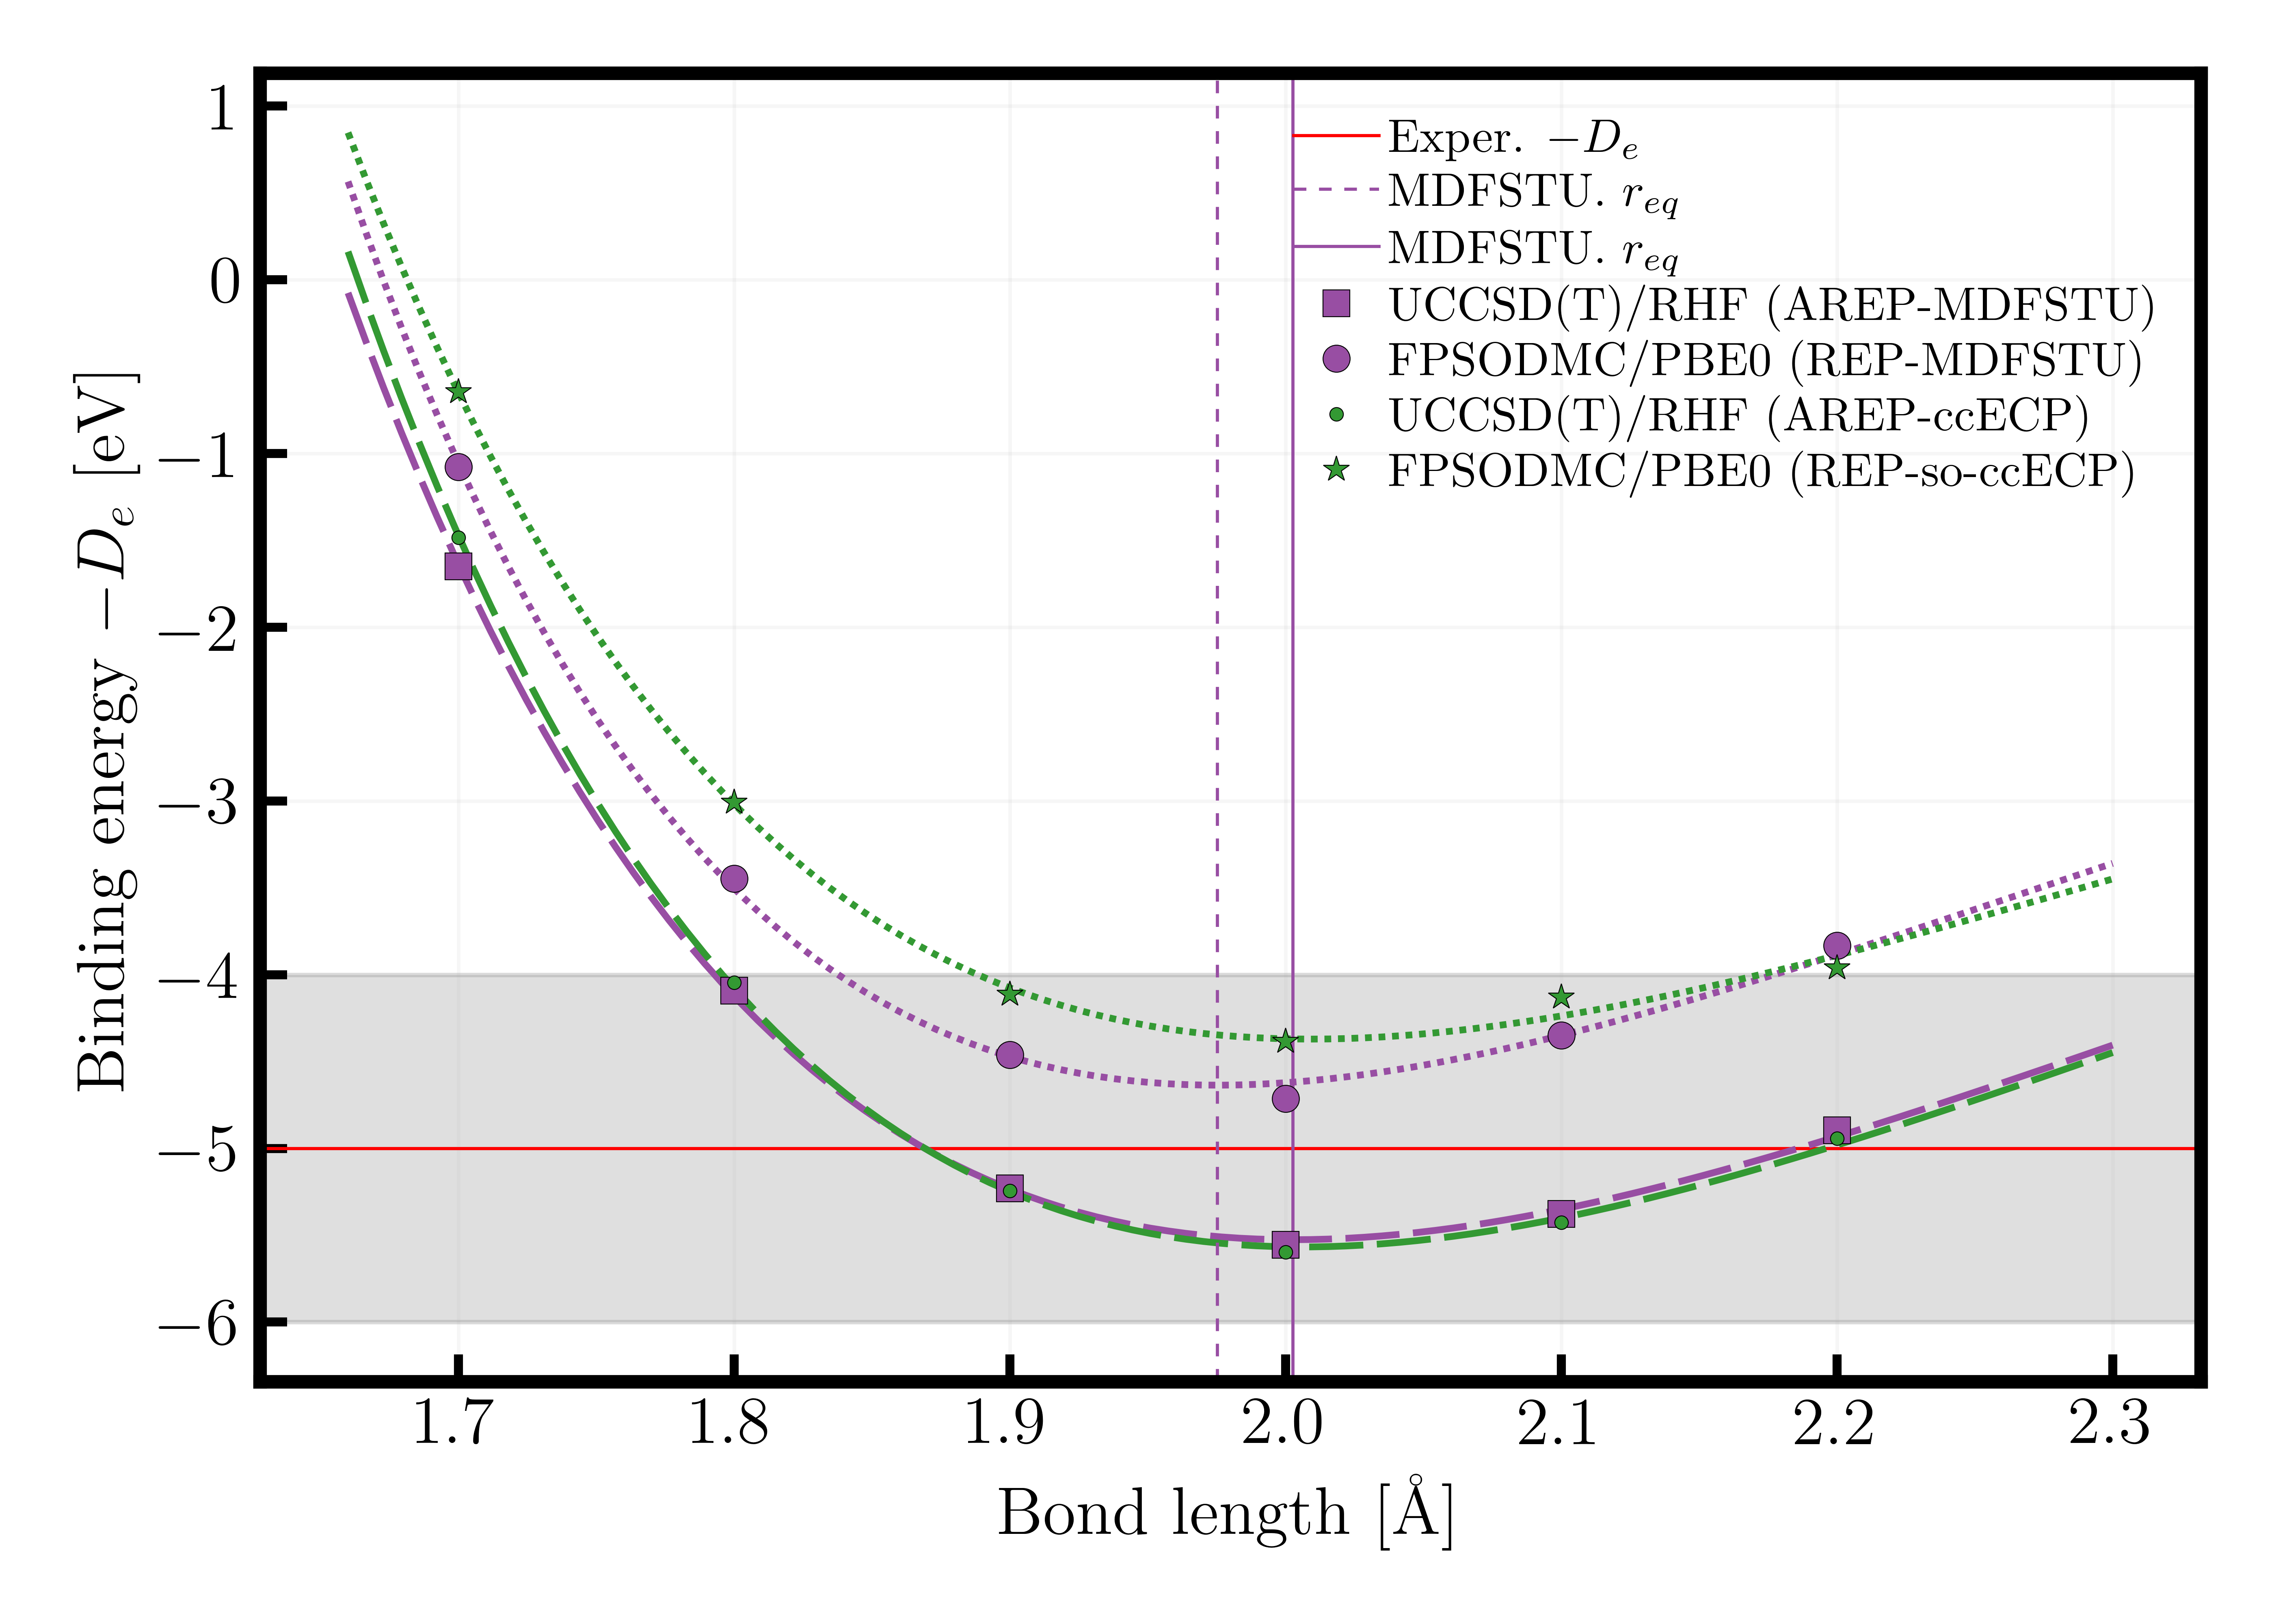 Binding energy −D_e [eV]
1
0
−1
−2
−3
−4
−5
−6
Exper. −D_e
MDFSTU. r_eq
MDFSTU. r_eq
UCCSD(T)/RHF (AREP-MDFSTU)
FPSODMC/PBE0 (REP-MDFSTU)
UCCSD(T)/RHF (AREP-ccECP)
FPSODMC/PBE0 (REP-so-ccECP)
1.7 1.8 1.9 2.0 2.1 2.2 2.3
Bond length [Å]